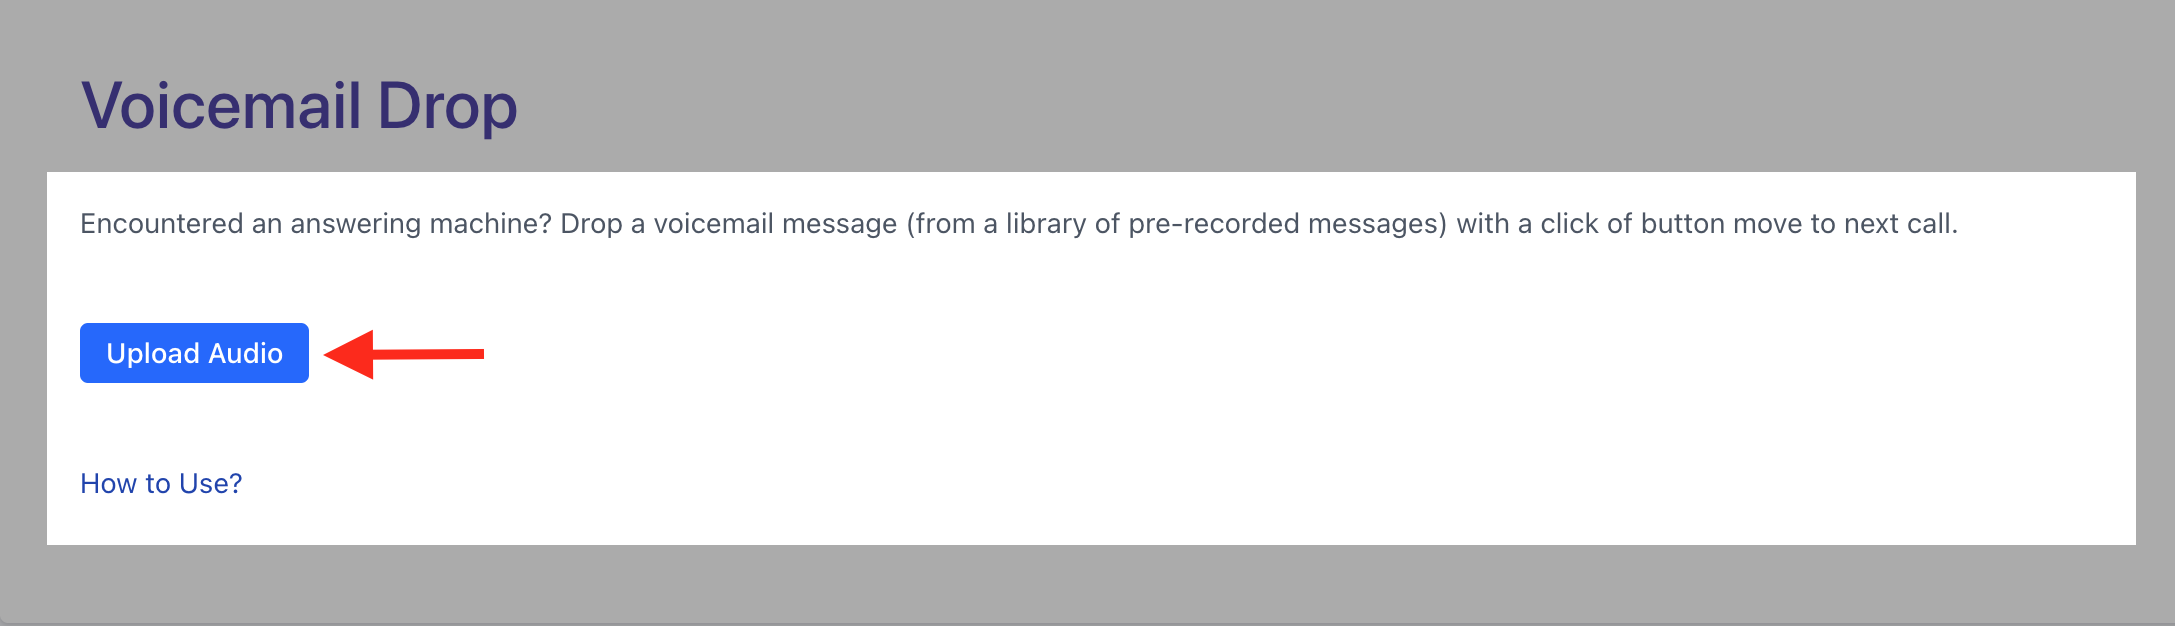 Voicemail Drop
Encountered an answering machine? Drop a voicemail message (from a library of pre-recorded messages) with a click of button move to next call.
Upload Audio
How to Use?